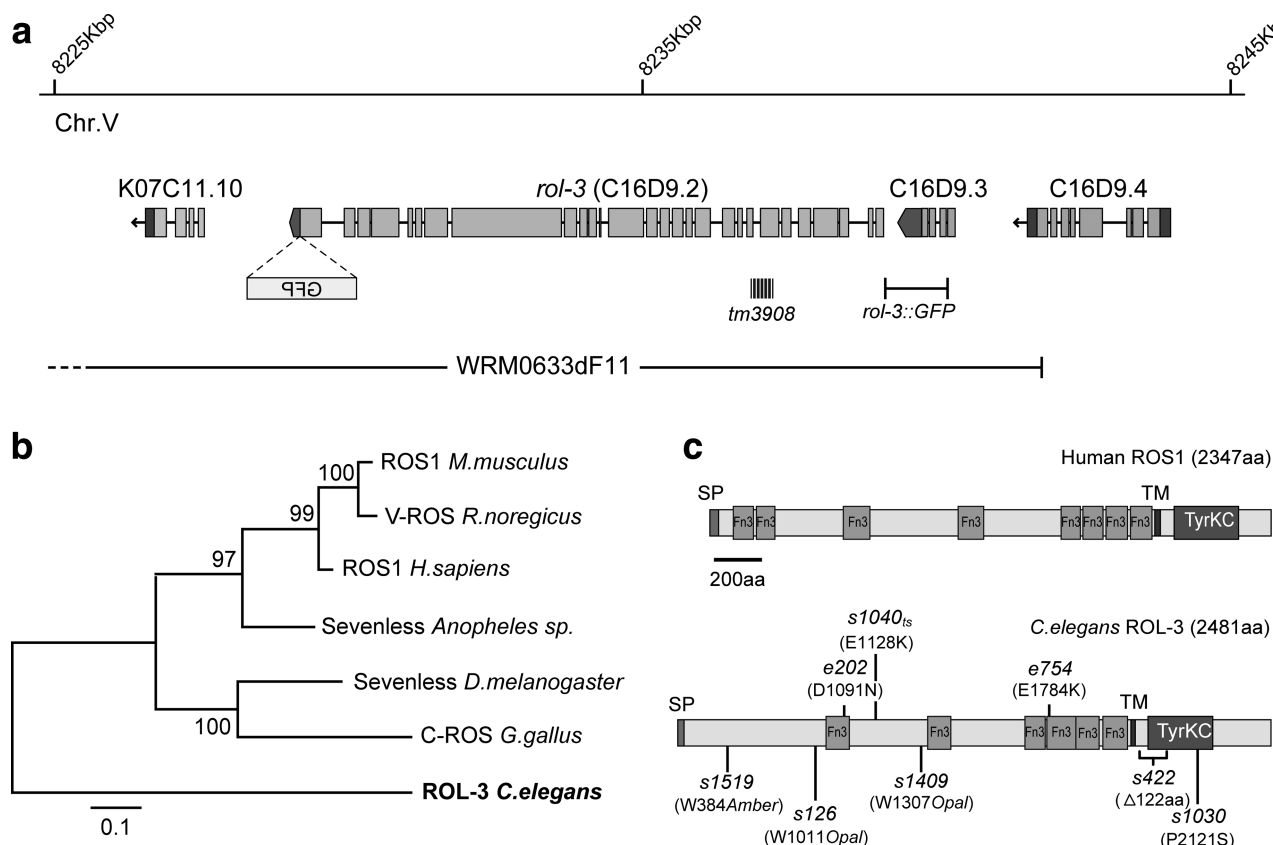 a
8225Kbp
8235Kbp
8245Kb
Chr.V
K07C11.10
rol-3 (C16D9.2)
C16D9.3
C16D9.4
GFP
tm3908
rol-3::GFP
WRM0633dF11
b
ROS1 M.musculus
100
V-ROS R.noregicus
99
ROS1 H.sapiens
97
Sevenless Anopheles sp.
Sevenless D.melanogaster
100
C-ROS G.gallus
ROL-3 C.elegans
0.1
c
Human ROS1 (2347aa)
SP
TM
Fn3 Fn3 Fn3 Fn3 Fn3 Fn3 Fn3 Fn3 TyrKC
200aa
s1040ts
(E1128K)
C.elegans ROL-3 (2481aa)
e202
(D1091N)
e754
(E1784K)
SP
TM
Fn3 Fn3 Fn3 Fn3 Fn3 Fn3 TyrKC
s1519
(W384Amber)
s126
(W1011Opal)
s1409
(W1307Opal)
s422
(Δ122aa)
s1030
(P2121S)